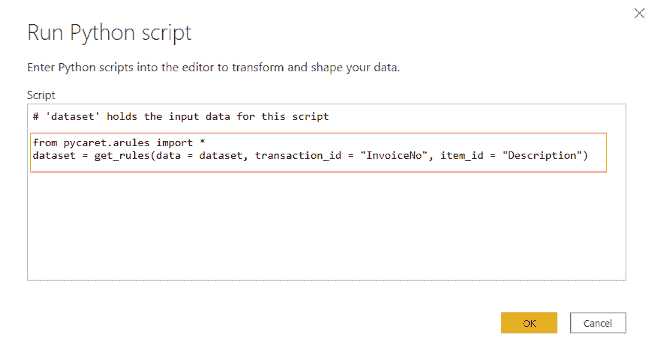 Run Python script
Enter Python scripts into the editor to transform and shape your data.
Script
# 'dataset' holds the input data for this script
from pycaret.arules import *
dataset = get_rules(data = dataset, transaction_id = "InvoiceNo", item_id = "Description")
OK
Cancel